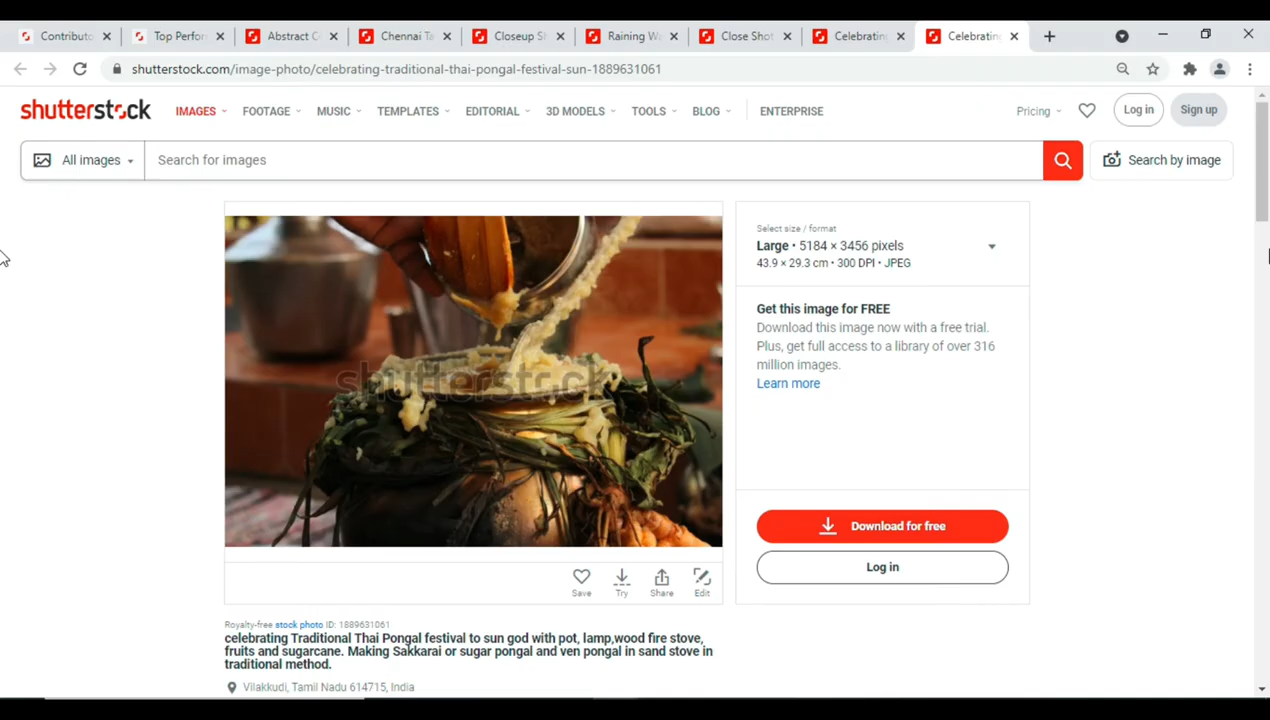 Contributo
Top Perfor
Abstract C
Chennai Ta
Closeup S
Raining Wa
Close Shot
Celebrating
Celebrating
shutterstock.com/image-photo/celebrating-traditional-thai-pongal-festival-sun-1889631061
shutterstock IMAGES FOOTAGE MUSIC TEMPLATES EDITORIAL 3D MODELS TOOLS BLOG ENTERPRISE Pricing Log in Sign up
All images Search for images Search by image
shutterstock
Select size / format
Large • 5184 × 3456 pixels
43.9 × 29.3 cm • 300 DPI • JPEG
Get this image for FREE
Download this image now with a free trial.
Plus, get full access to a library of over 316
million images.
Learn more
Download for free
Log in
Save Try Share Edit
Royalty-free stock photo ID: 1889631061
celebrating Traditional Thai Pongal festival to sun god with pot, lamp,wood fire stove,
fruits and sugarcane. Making Sakkarai or sugar pongal and ven pongal in sand stove in
traditional method.
Vilakkudi, Tamil Nadu 614715, India